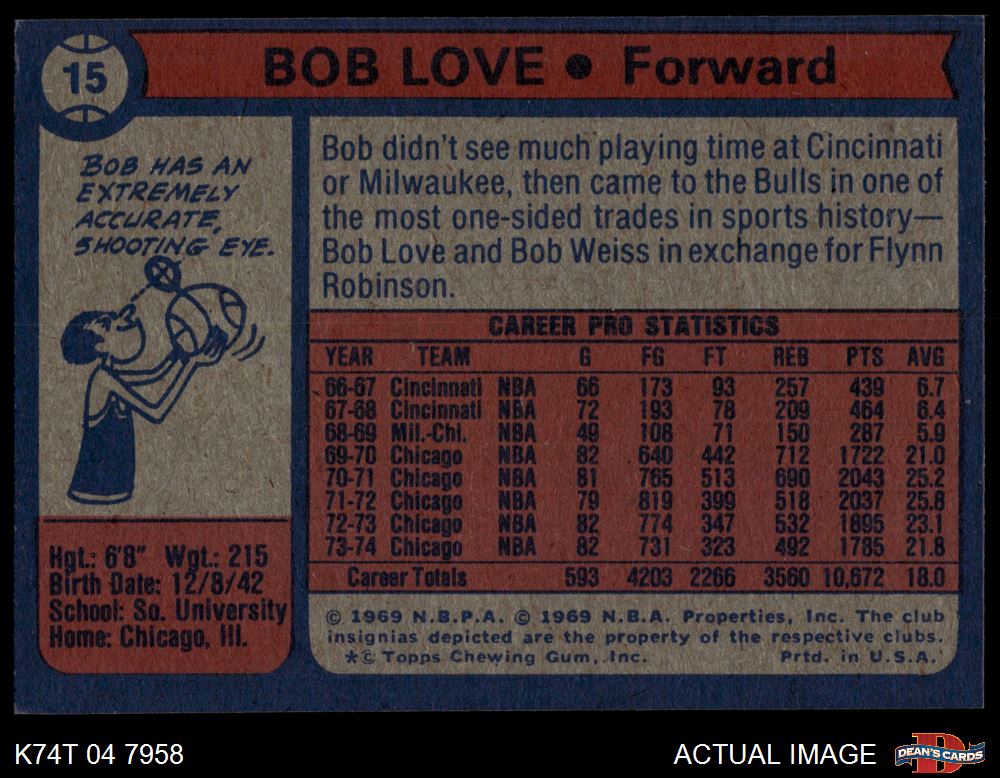 15
BOB LOVE ● Forward
BOB HAS AN
EXTREMELY
ACCURATE,
SHOOTING EYE.
Bob didn't see much playing time at Cincinnati
or Milwaukee, then came to the Bulls in one of
the most one-sided trades in sports history—
Bob Love and Bob Weiss in exchange for Flynn
Robinson.
CAREER PRO STATISTICS
YEAR TEAM G FG FT REB PTS AVG
66-67 Cincinnati NBA 66 173 93 257 439 6.7
67-68 Cincinnati NBA 72 193 78 209 464 6.4
68-69 Mil.-Chi. NBA 49 108 71 150 287 5.9
69-70 Chicago NBA 82 640 442 712 1722 21.0
70-71 Chicago NBA 81 765 513 690 2043 25.2
71-72 Chicago NBA 79 819 399 518 2037 25.8
72-73 Chicago NBA 82 774 347 532 1895 23.1
73-74 Chicago NBA 82 731 323 492 1785 21.8
Career Totals 593 4203 2266 3560 10,672 18.0
Hgt.: 6'8" Wgt.: 215
Birth Date: 12/8/42
School: So. University
Home: Chicago, Ill.
© 1969 N.B.P.A. © 1969 N.B.A. Properties, Inc. The club
insignias depicted are the property of the respective clubs.
*© Topps Chewing Gum, Inc. Prtd. in U.S.A.
K74T 04 7958
ACTUAL IMAGE
DEAN'S CARDS